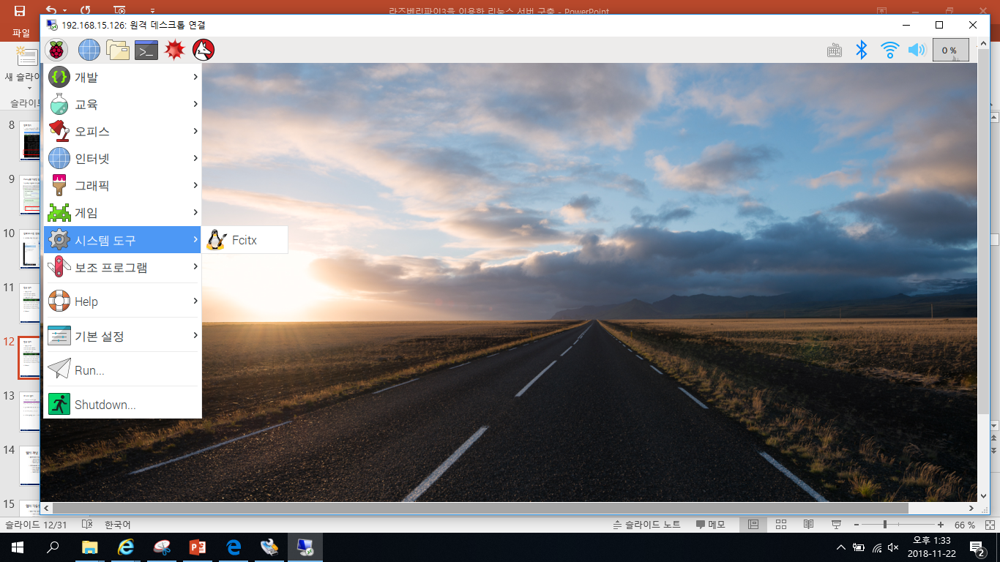 라즈베리파이3을 이용한 리눅스 서버 구축 - PowerPoint
192.168.15.126: 원격 데스크톱 연결
파일
0 %
새 슬라이
슬라이드
개발
교육
오피스
인터넷
그래픽
게임
시스템 도구
Fcitx
보조 프로그램
Help
기본 설정
Run...
Shutdown...
8
9
10
11
12
13
14
15
슬라이드 12/31
한국어
슬라이드 노트
메모
66 %
오후 1:33
2018-11-22
2